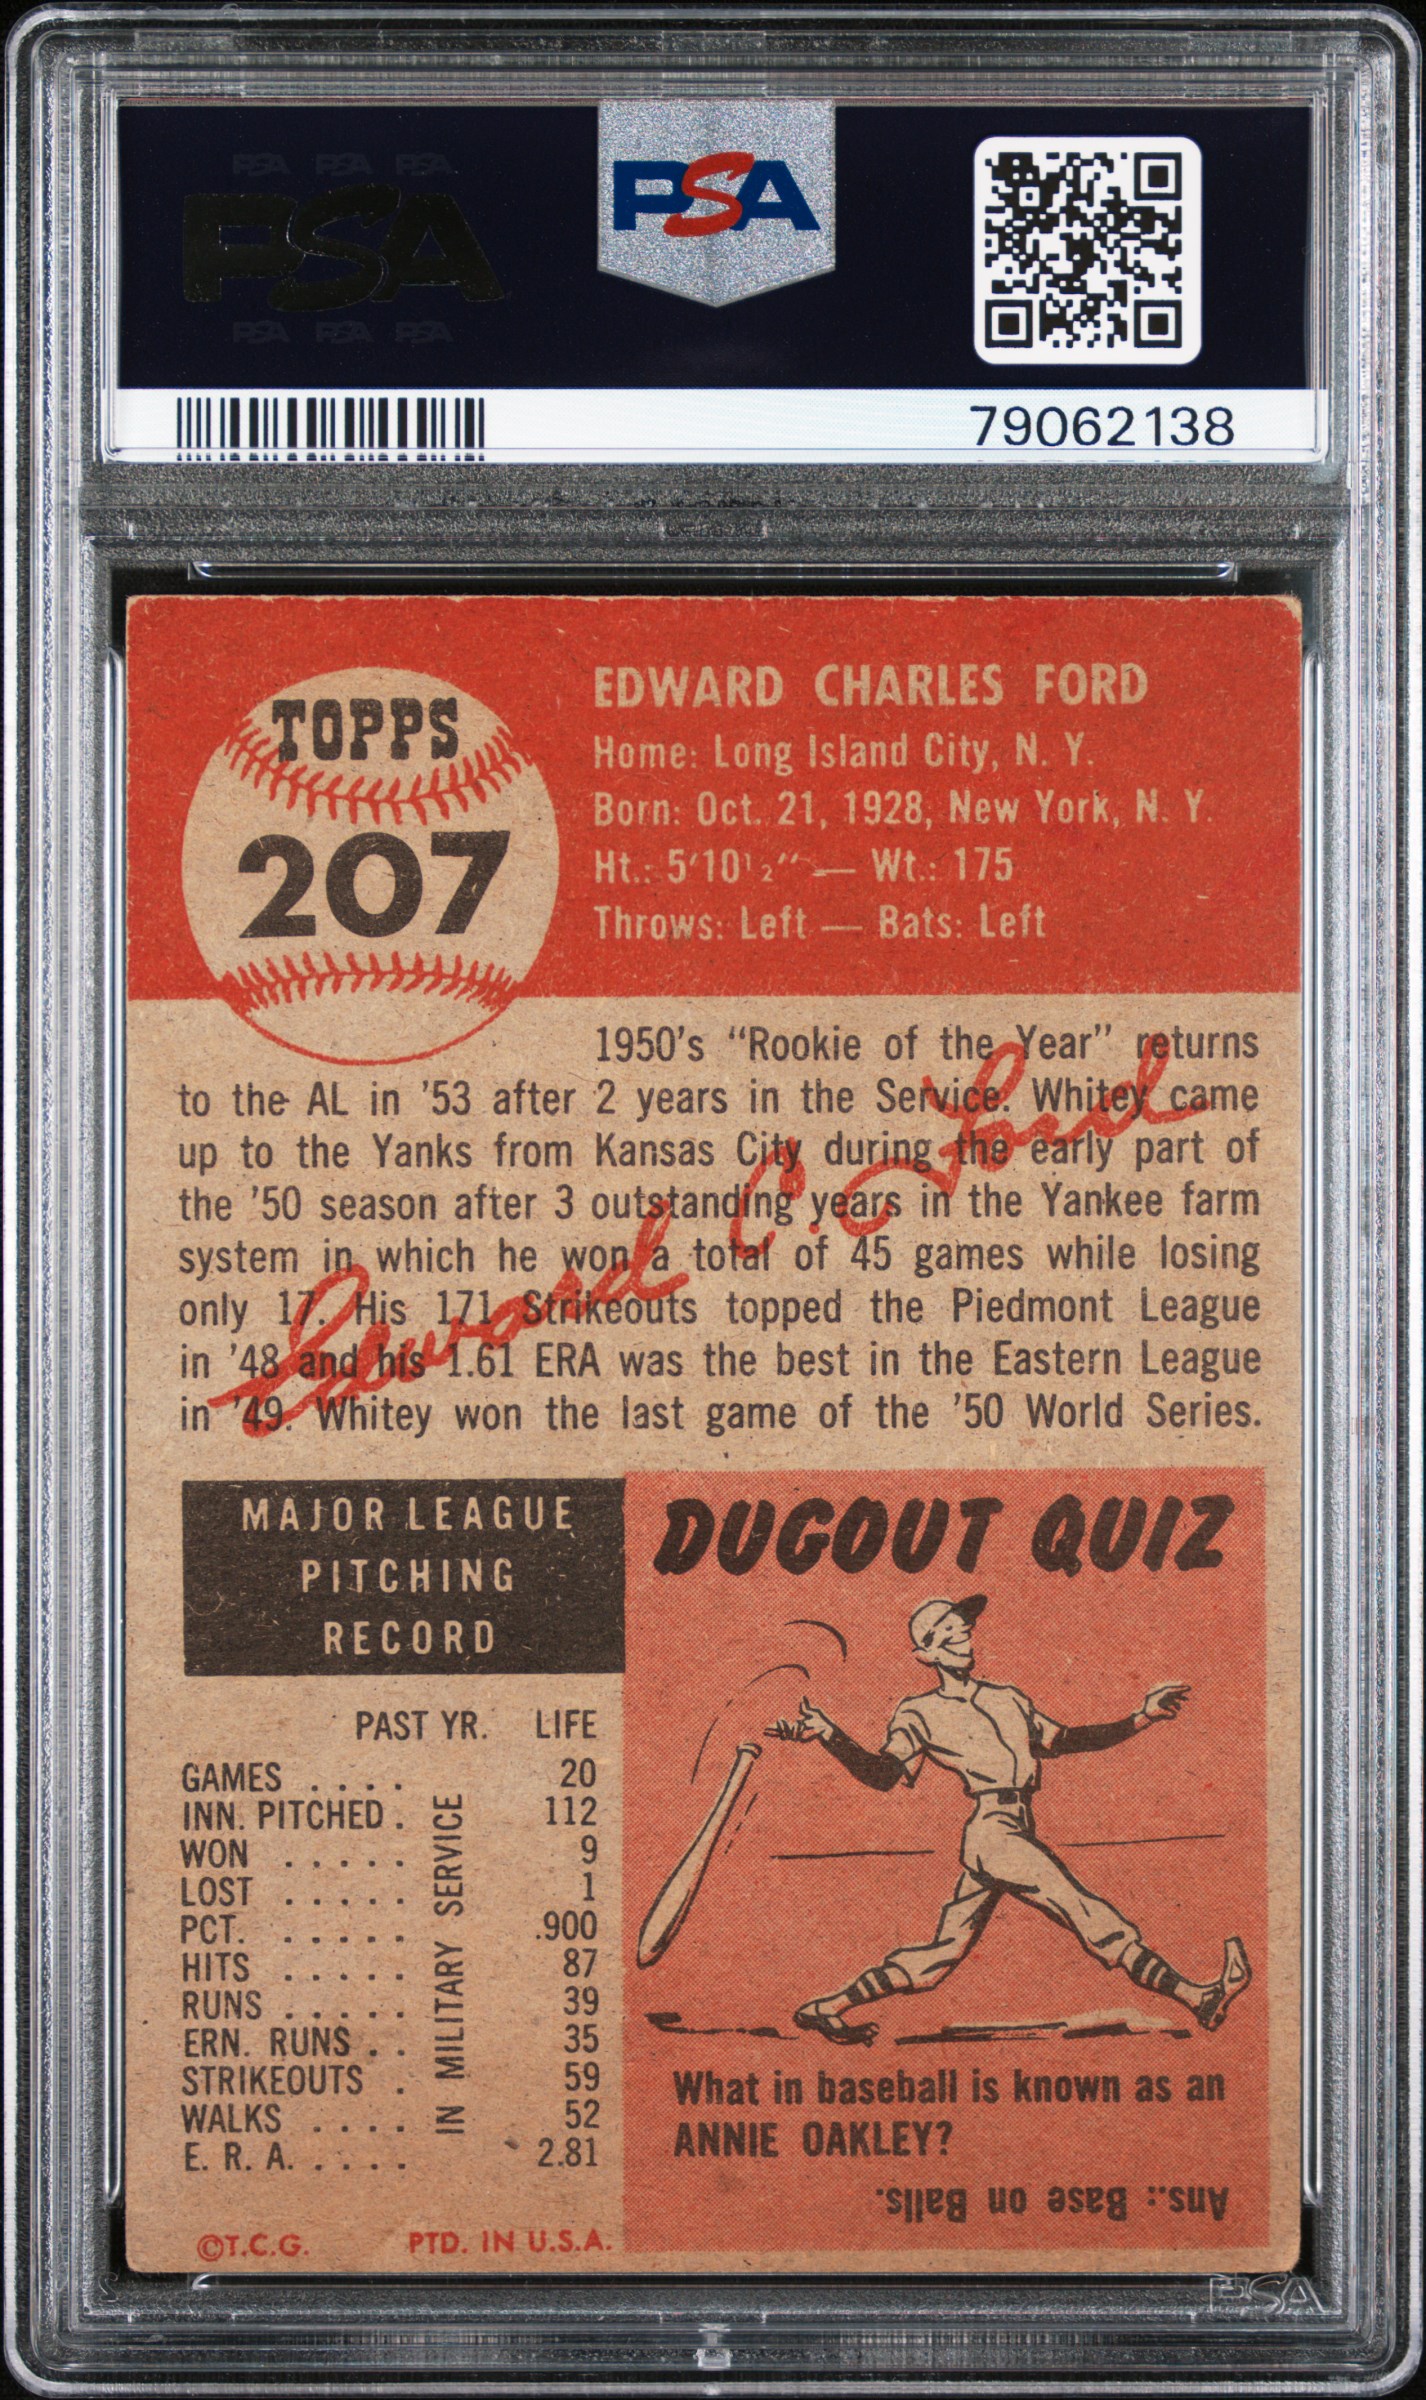 PSA PSA PSA
PSA
PSA PSA PSA
PSA
79062138
TOPPS
207
EDWARD CHARLES FORD
Home: Long Island City, N. Y.
Born: Oct. 21, 1928, New York, N. Y.
Ht.: 5'10½" — Wt.: 175
Throws: Left — Bats: Left
1950's "Rookie of the Year" returns
to the AL in '53 after 2 years in the Service. Whitey came
up to the Yanks from Kansas City during the early part of
the '50 season after 3 outstanding years in the Yankee farm
system in which he won a total of 45 games while losing
only 17. His 171 Strikeouts topped the Piedmont League
in '48 and his 1.61 ERA was the best in the Eastern League
in '49. Whitey won the last game of the '50 World Series.
Edward C. Ford
MAJOR LEAGUE
PITCHING
RECORD
PAST YR. LIFE
GAMES . . . . 20
INN. PITCHED . 112
WON . . . . . 9
LOST . . . . . 1
PCT. . . . . . .900
HITS . . . . . 87
RUNS . . . . . 39
ERN. RUNS . . 35
STRIKEOUTS . 59
WALKS . . . . 52
E. R. A. . . . . 2.81
IN MILITARY SERVICE
DUGOUT QUIZ
What in baseball is known as an
ANNIE OAKLEY?
Ans.: Base on Balls.
©T.C.G. PTD. IN U.S.A.
PSA